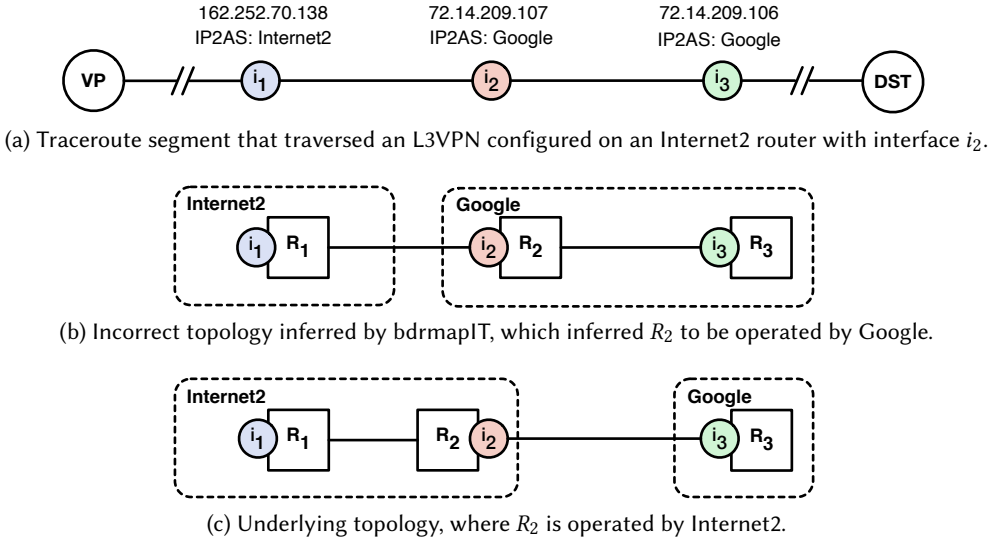 162.252.70.138 72.14.209.107 72.14.209.106
IP2AS: Internet2 IP2AS: Google IP2AS: Google
VP i1 i2 i3 DST
(a) Traceroute segment that traversed an L3VPN configured on an Internet2 router with interface i2.
Internet2 Google
i1 R1 i2 R2 i3 R3
(b) Incorrect topology inferred by bdrmapIT, which inferred R2 to be operated by Google.
Internet2 Google
i1 R1 R2 i2 i3 R3
(c) Underlying topology, where R2 is operated by Internet2.